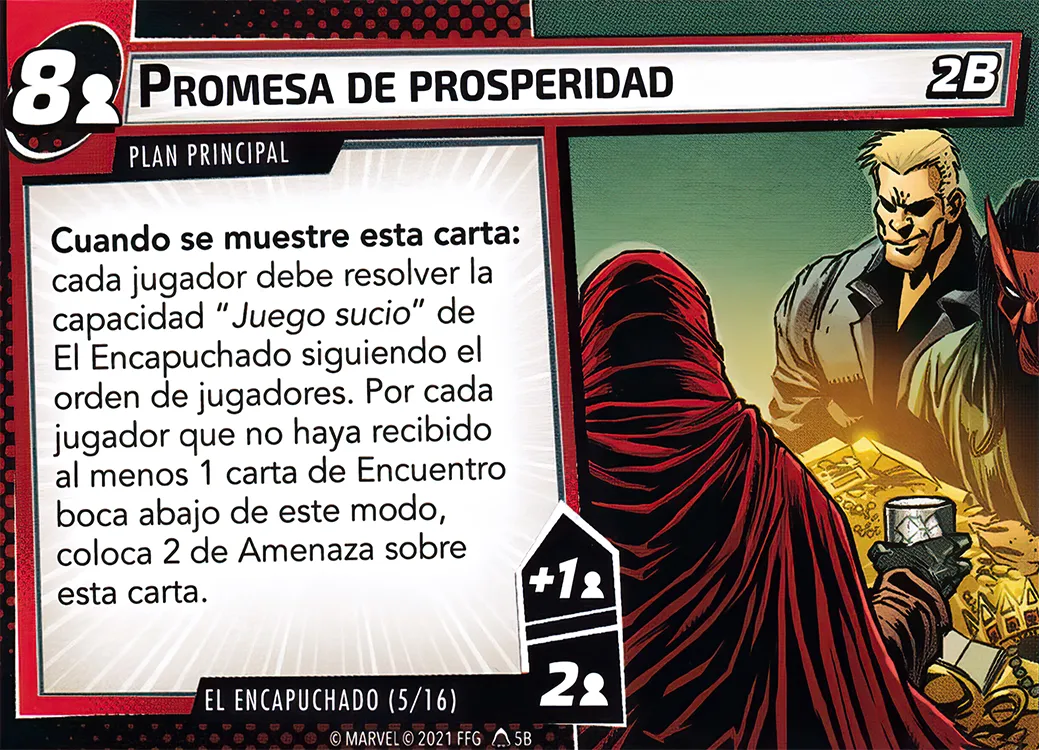 8
PROMESA DE PROSPERIDAD
2B
PLAN PRINCIPAL
Cuando se muestre esta carta:
cada jugador debe resolver la
capacidad “Juego sucio” de
El Encapuchado siguiendo el
orden de jugadores. Por cada
jugador que no haya recibido
al menos 1 carta de Encuentro
boca abajo de este modo,
coloca 2 de Amenaza sobre
esta carta.
+1
2
EL ENCAPUCHADO (5/16)
© MARVEL © 2021 FFG 5B